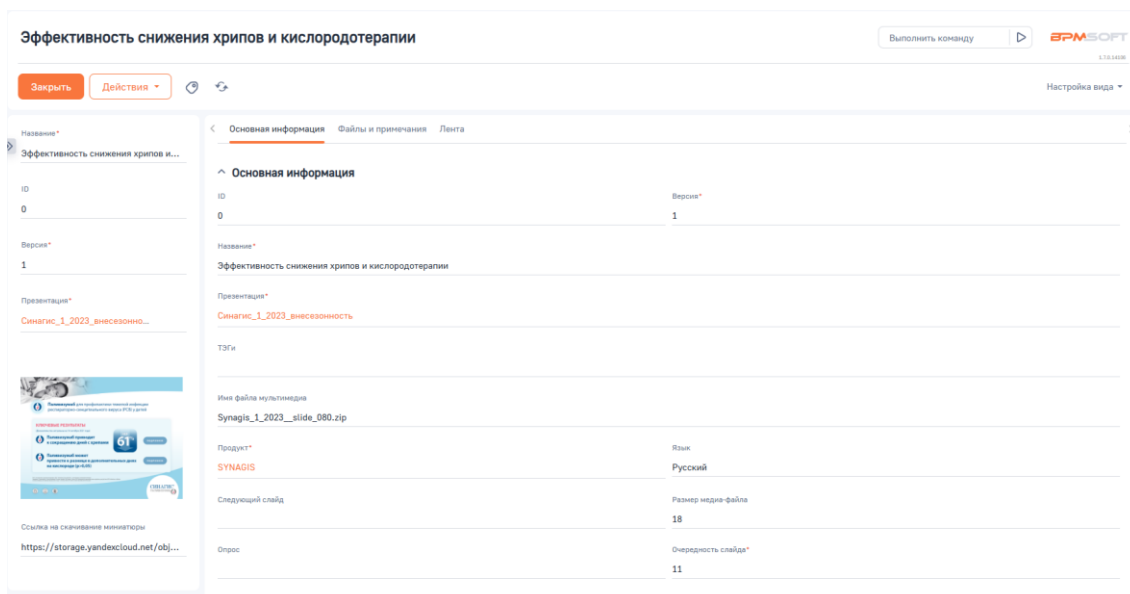 Эффективность снижения хрипов и кислородотерапии
Выполнить команду
BPMSOFT
Закрыть
Действия
Настройка вида
Название*
Эффективность снижения хрипов и...
ID
0
Версия*
1
Презентация*
Синагис_1_2023_внесезонно...
61
СИНАГИС
Ссылка на скачивание миниатюры
https://storage.yandexcloud.net/obj...
Основная информация Файлы и примечания Лента
Основная информация
ID
0
Версия*
1
Название*
Эффективность снижения хрипов и кислородотерапии
Презентация*
Синагис_1_2023_внесезонность
ТЭГи
Имя файла мультимедиа
Synagis_1_2023__slide_080.zip
Продукт*
SYNAGIS
Язык
Русский
Следующий слайд
Размер медиа-файла
18
Опрос
Очередность слайда*
11